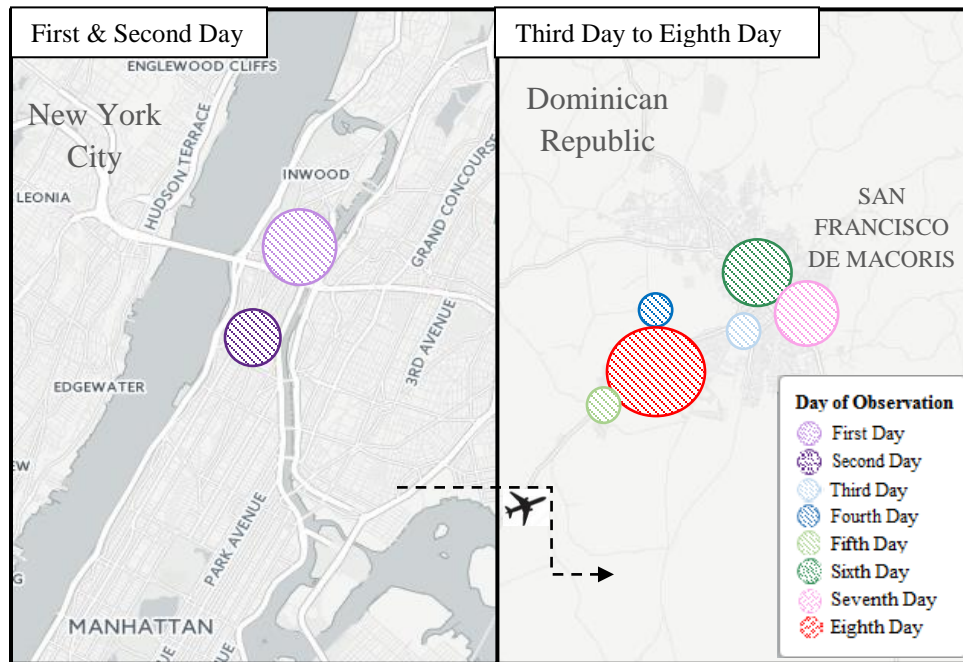 First & Second Day
Third Day to Eighth Day
ENGLEWOOD CLIFFS
New York
City
INWOOD
LEONIA
HUDSON TERRACE
GRAND CONCOURSE
3RD AVENUE
EDGEWATER
EW
PARK AVENUE
G
MANHATTAN
Dominican
Republic
SAN
FRANCISCO
DE MACORIS
Day of Observation
First Day
Second Day
Third Day
Fourth Day
Fifth Day
Sixth Day
Seventh Day
Eighth Day